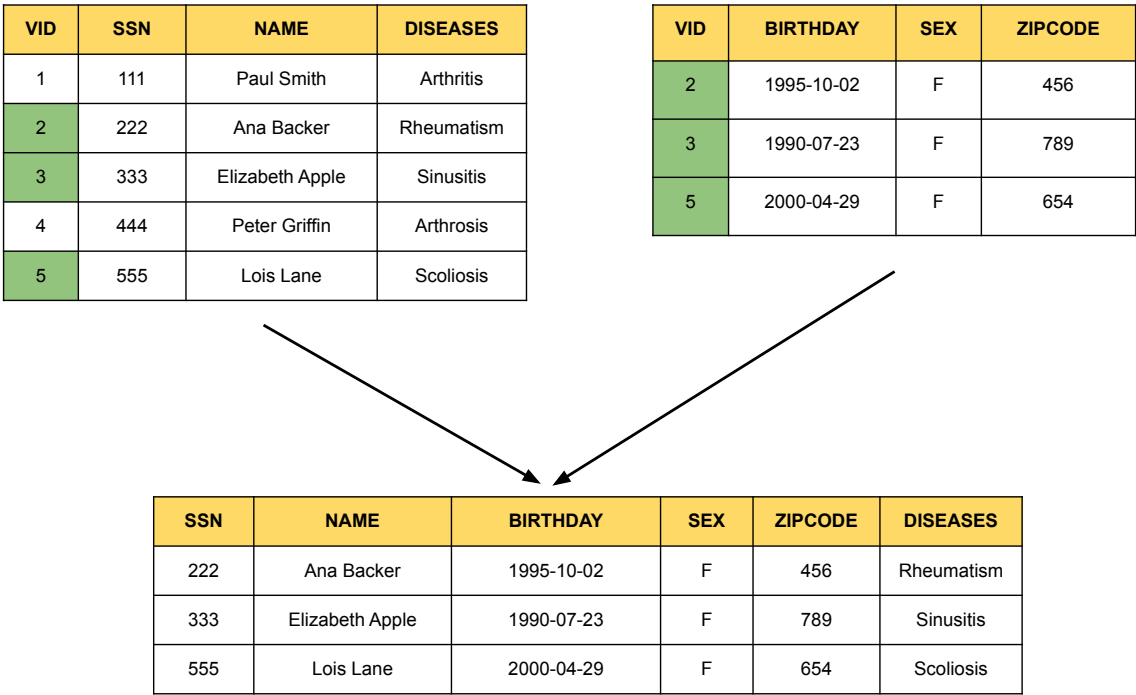 VID SSN NAME DISEASES
1 111 Paul Smith Arthritis
2 222 Ana Backer Rheumatism
3 333 Elizabeth Apple Sinusitis
4 444 Peter Griffin Arthrosis
5 555 Lois Lane Scoliosis
VID BIRTHDAY SEX ZIPCODE
2 1995-10-02 F 456
3 1990-07-23 F 789
5 2000-04-29 F 654
SSN NAME BIRTHDAY SEX ZIPCODE DISEASES
222 Ana Backer 1995-10-02 F 456 Rheumatism
333 Elizabeth Apple 1990-07-23 F 789 Sinusitis
555 Lois Lane 2000-04-29 F 654 Scoliosis